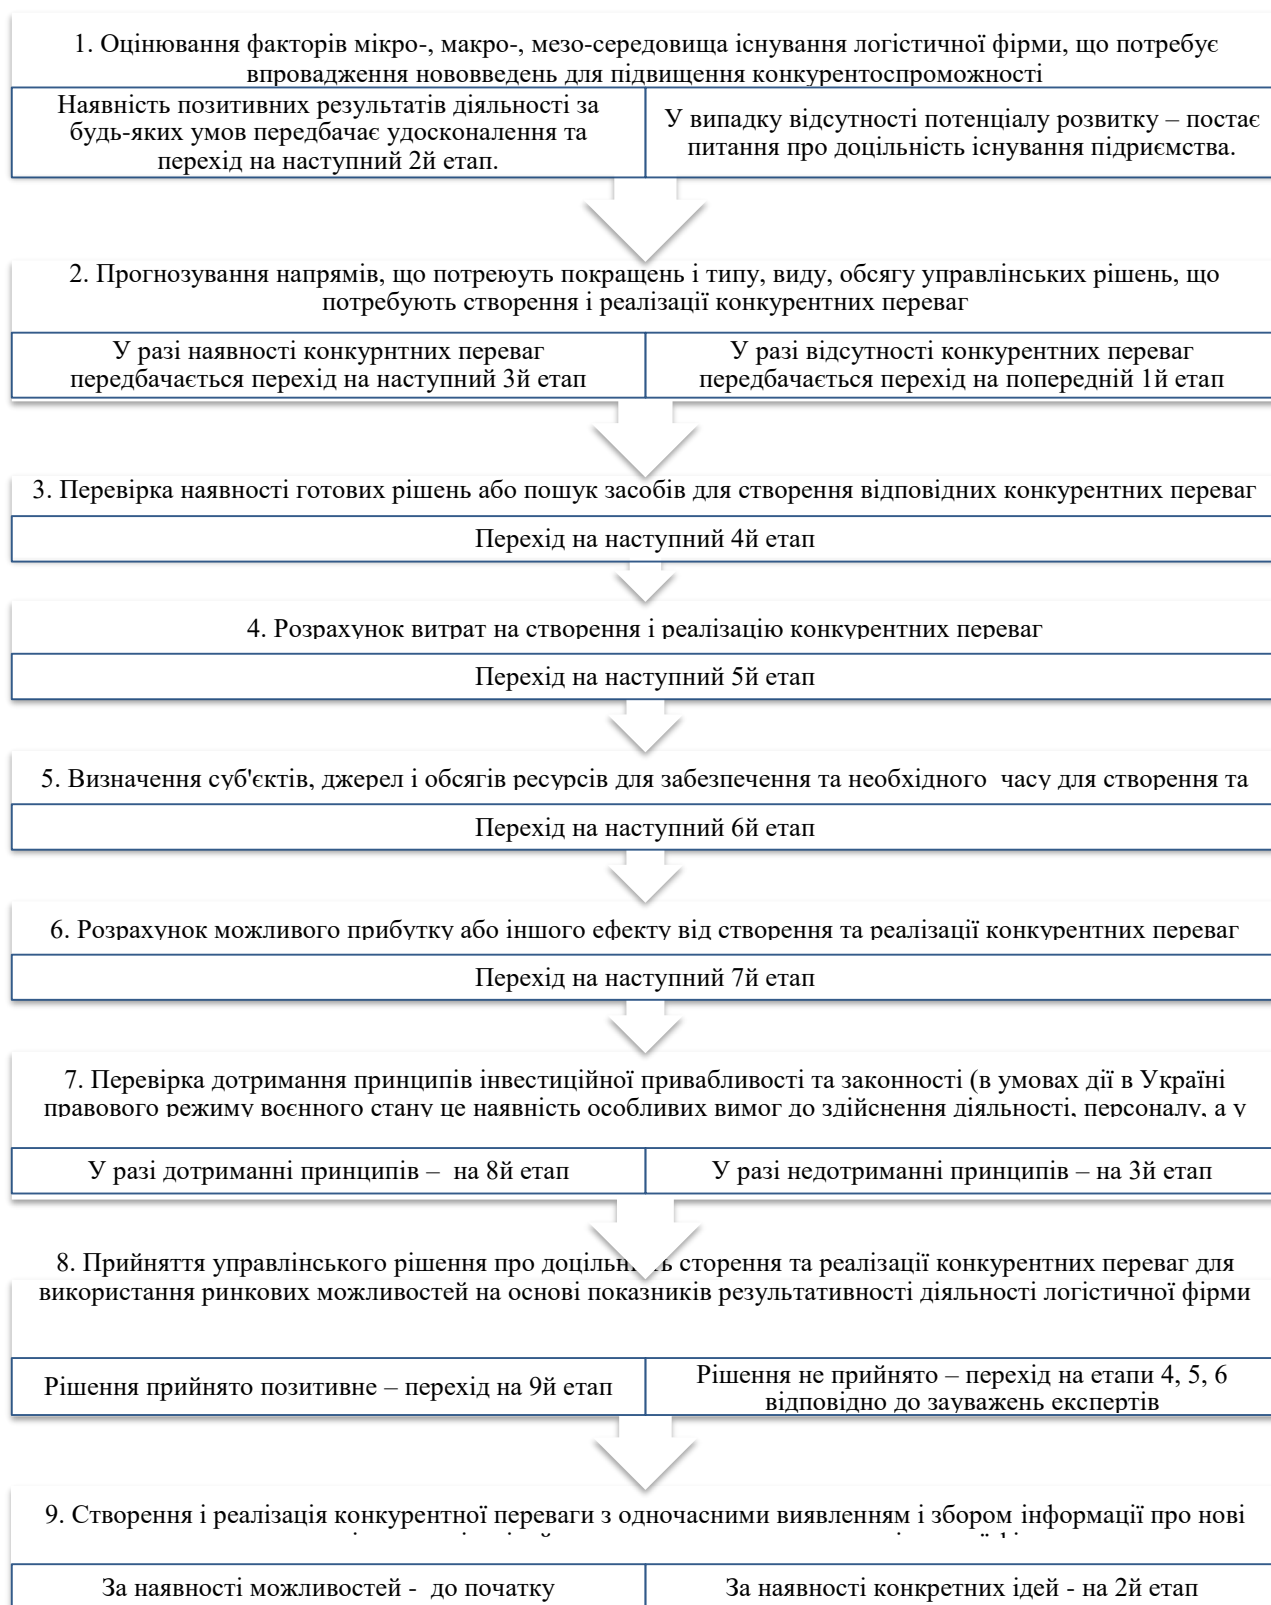 1. Оцінювання факторів мікро-, макро-, мезо-середовища існування логістичної фірми, що потребує
впровадження нововведень для підвищення конкурентоспроможності
Наявність позитивних результатів діяльності за
будь-яких умов передбачає удосконалення та
перехід на наступний 2й етап.
У випадку відсутності потенціалу розвитку – постає
питання про доцільність існування підриємства.
2. Прогнозування напрямів, що потреюуть покращень і типу, виду, обсягу управлінських рішень, що
потребують створення і реалізації конкурентних переваг
У разі наявності конкурнтних переваг
передбачається перехід на наступний 3й етап
У разі відсутності конкурентних переваг
передбачається перехід на попередній 1й етап
3. Перевірка наявності готових рішень або пошук засобів для створення відповідних конкурентних переваг
Перехід на наступний 4й етап
4. Розрахунок витрат на створення і реалізацію конкурентних переваг
Перехід на наступний 5й етап
5. Визначення суб'єктів, джерел і обсягів ресурсів для забезпечення та необхідного часу для створення та
Перехід на наступний 6й етап
6. Розрахунок можливого прибутку або іншого ефекту від створення та реалізації конкурентних переваг
Перехід на наступний 7й етап
7. Перевірка дотримання принципів інвестиційної привабливості та законності (в умовах дії в Україні
правового режиму воєнного стану це наявність особливих вимог до здійснення діяльності, персоналу, а у
У разі дотриманні принципів – на 8й етап
У разі недотриманні принципів – на 3й етап
8. Прийняття управлінського рішення про сторення та реалізації конкурентних переваг для
використання ринкових можливостей на основі показників результативності діяльності логістичної фірми
Рішення прийнято позитивне – перехід на 9й етап
Рішення не прийнято – перехід на етапи 4, 5, 6
відповідно до зауважень експертів
9. Створення і реалізація конкурентної переваги з одночасними виявленням і збором інформації про нові
За наявності можливостей - до початку
За наявності конкретних ідей - на 2й етап